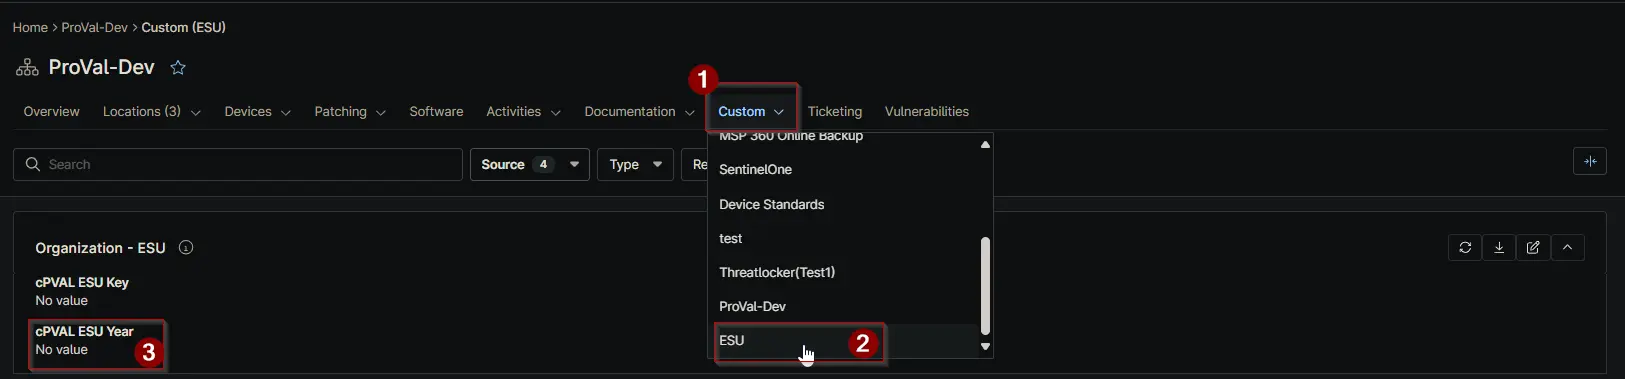 Home > ProVal-Dev > Custom (ESU)
ProVal-Dev
Overview Locations (3) Devices Patching Software Activities Documentation Custom Ticketing Vulnerabilities
1
Search Source 4 Type Re
MSP 360 Online Backup
SentinelOne
Device Standards
test
Threatlocker(Test1)
ProVal-Dev
ESU
2
Organization - ESU
cPVAL ESU Key
No value
cPVAL ESU Year
No value
3